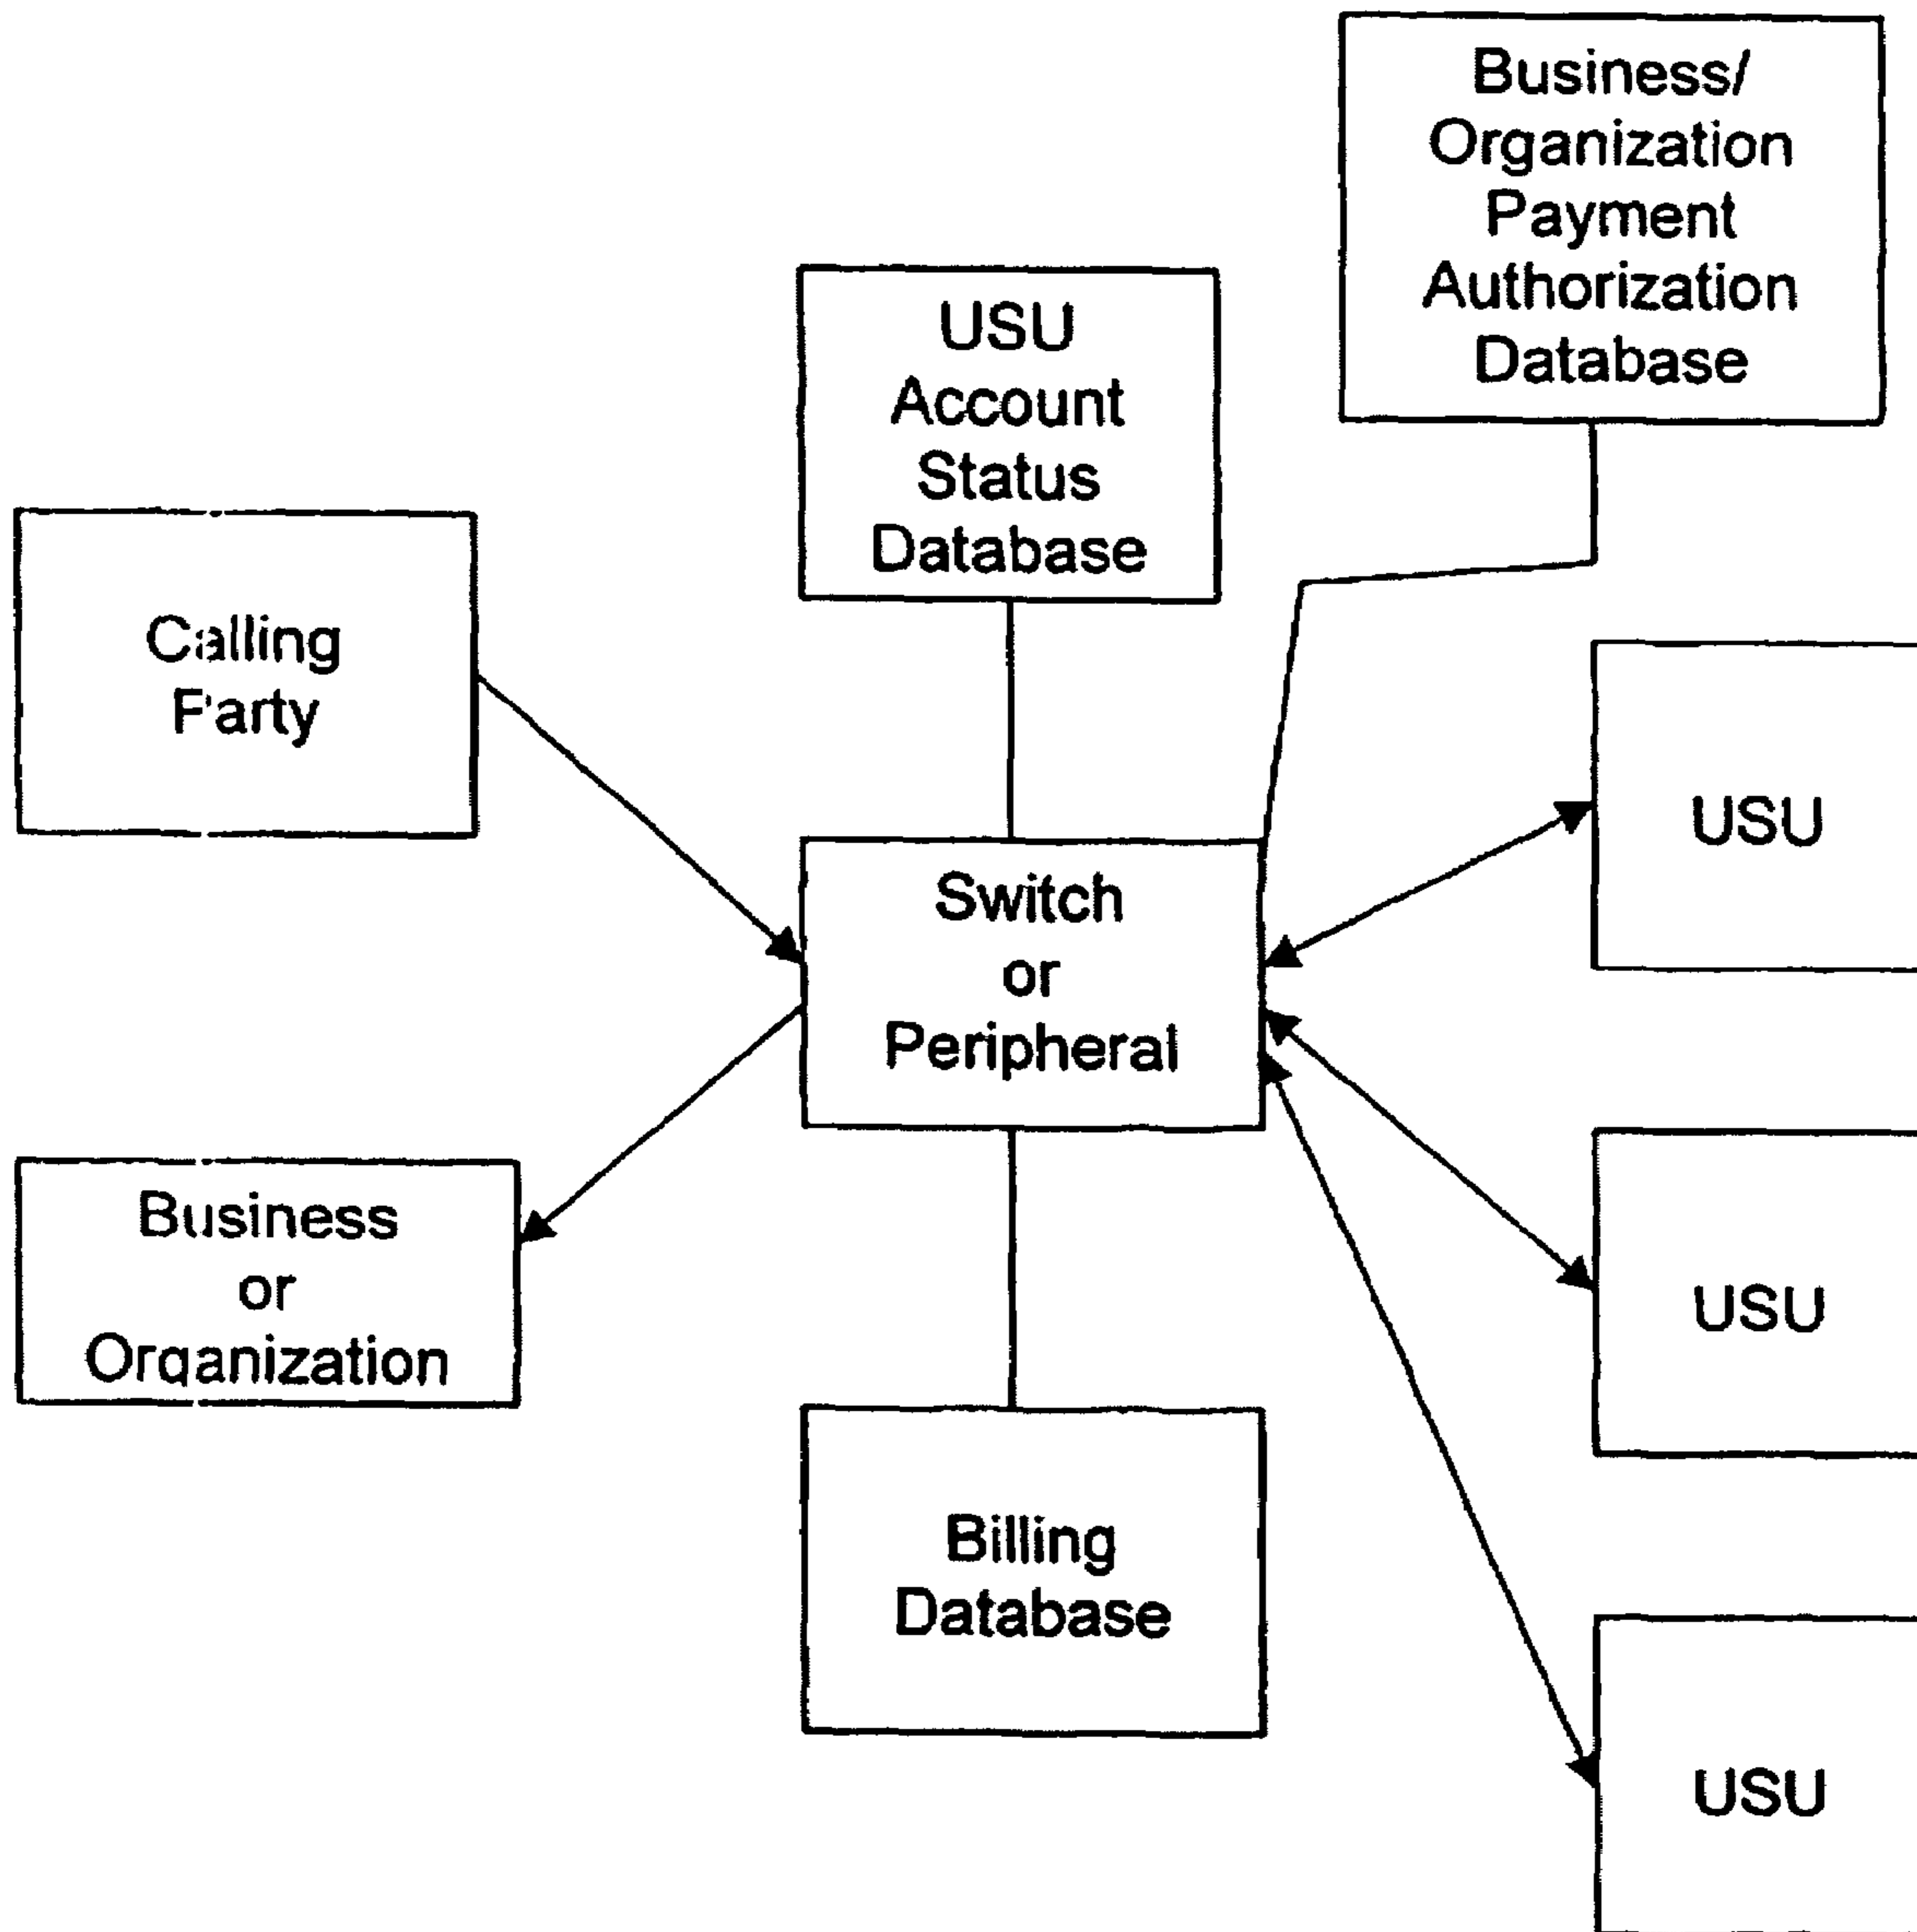 Business/
Organization
Payment
Authorization
Database
USU
Account
Status
Database
Calling
Party
USU
Switch
or
Peripheral
Business
or
Organization
USU
Billing
Database
USU